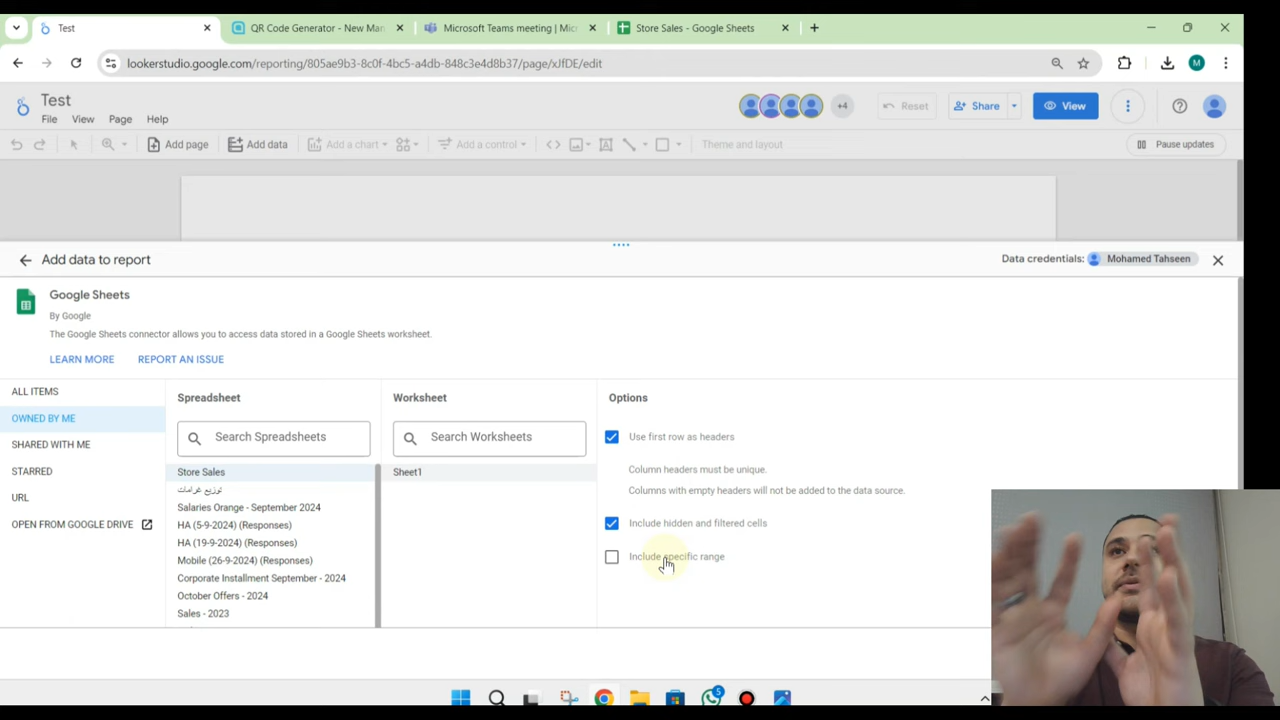 Test
QR Code Generator - New Man
Microsoft Teams meeting | Mic
Store Sales - Google Sheets
lookerstudio.google.com/reporting/805ae9b3-8c0f-4bc5-a4db-848c3e4d8b37/page/xJfDE/edit
M
Test
+4
Reset
Share
View
File View Page Help
Add page
Add data
Add a chart
Add a control
Theme and layout
Pause updates
Add data to report
Data credentials: Mohamed Tahseen
Google Sheets
By Google
The Google Sheets connector allows you to access data stored in a Google Sheets worksheet.
LEARN MORE REPORT AN ISSUE
ALL ITEMS
OWNED BY ME
SHARED WITH ME
STARRED
URL
OPEN FROM GOOGLE DRIVE
Spreadsheet
Search Spreadsheets
Store Sales
توزيع غرامات
Salaries Orange - September 2024
HA (5-9-2024) (Responses)
HA (19-9-2024) (Responses)
Mobile (26-9-2024) (Responses)
Corporate Installment September - 2024
October Offers - 2024
Sales - 2023
Worksheet
Search Worksheets
Sheet1
Options
Use first row as headers
Column headers must be unique.
Columns with empty headers will not be added to the data source.
Include hidden and filtered cells
Include specific range
5